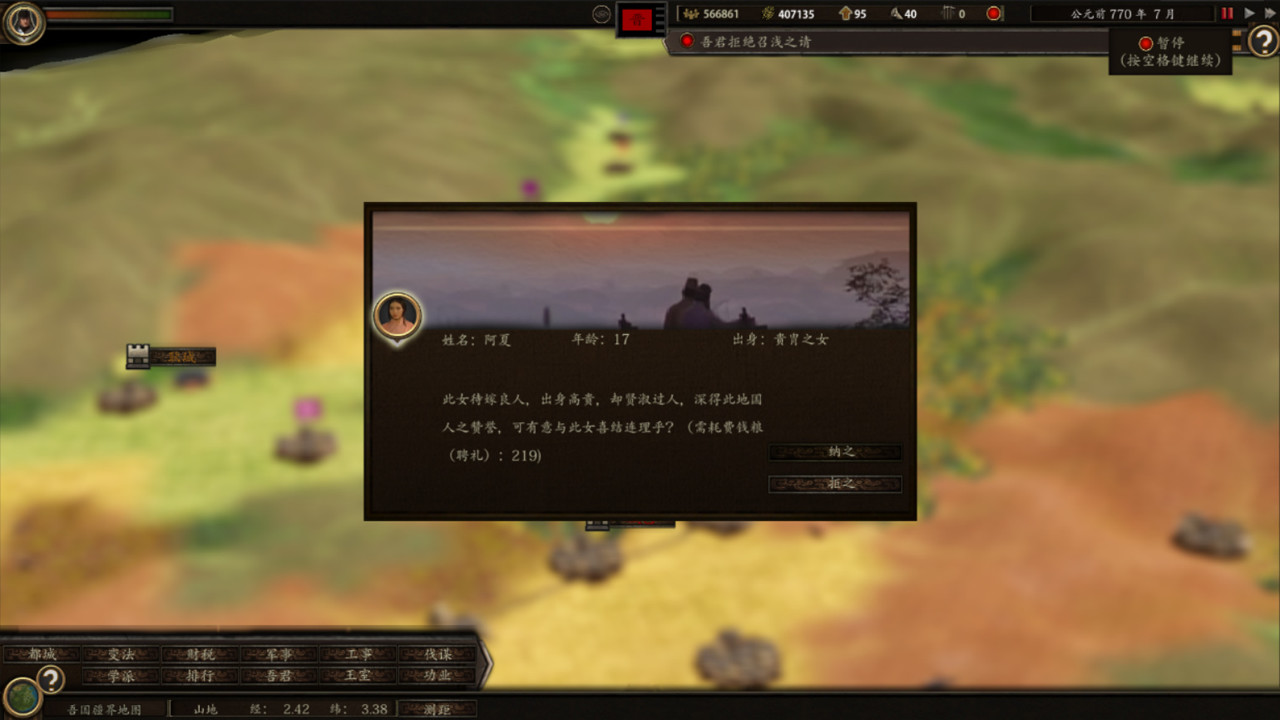 晋 566861 407135 95 40 0 公元前 770 年 7 月
吾君拒绝召浅之请
暂停
(按空格键继续)
?
姓名: 阿夏 年龄: 17 出身: 贵胄之女
此女待嫁良人, 出身高贵, 却贤淑过人, 深得此地国
人之赞誉, 可有意与此女喜结连理乎? (需耗费钱粮
(聘礼) : 219)
纳之
拒之
都城 变法 财税 军事 工事 伐谋
学派 排行 吾君 王室 功业
?
吾国疆界地图 山地 经: 2.42 纬: 3.38 测距